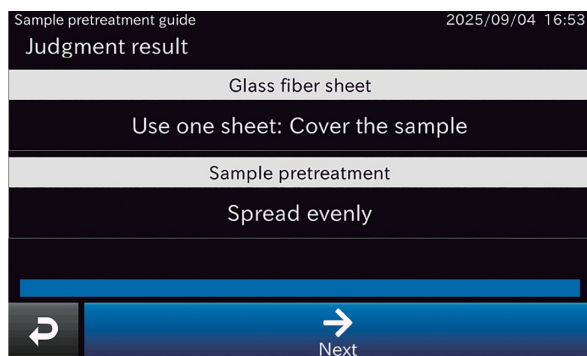 Sample pretreatment guide 2025/09/04 16:53
Judgment result
Glass fiber sheet
Use one sheet: Cover the sample
Sample pretreatment
Spread evenly
Next